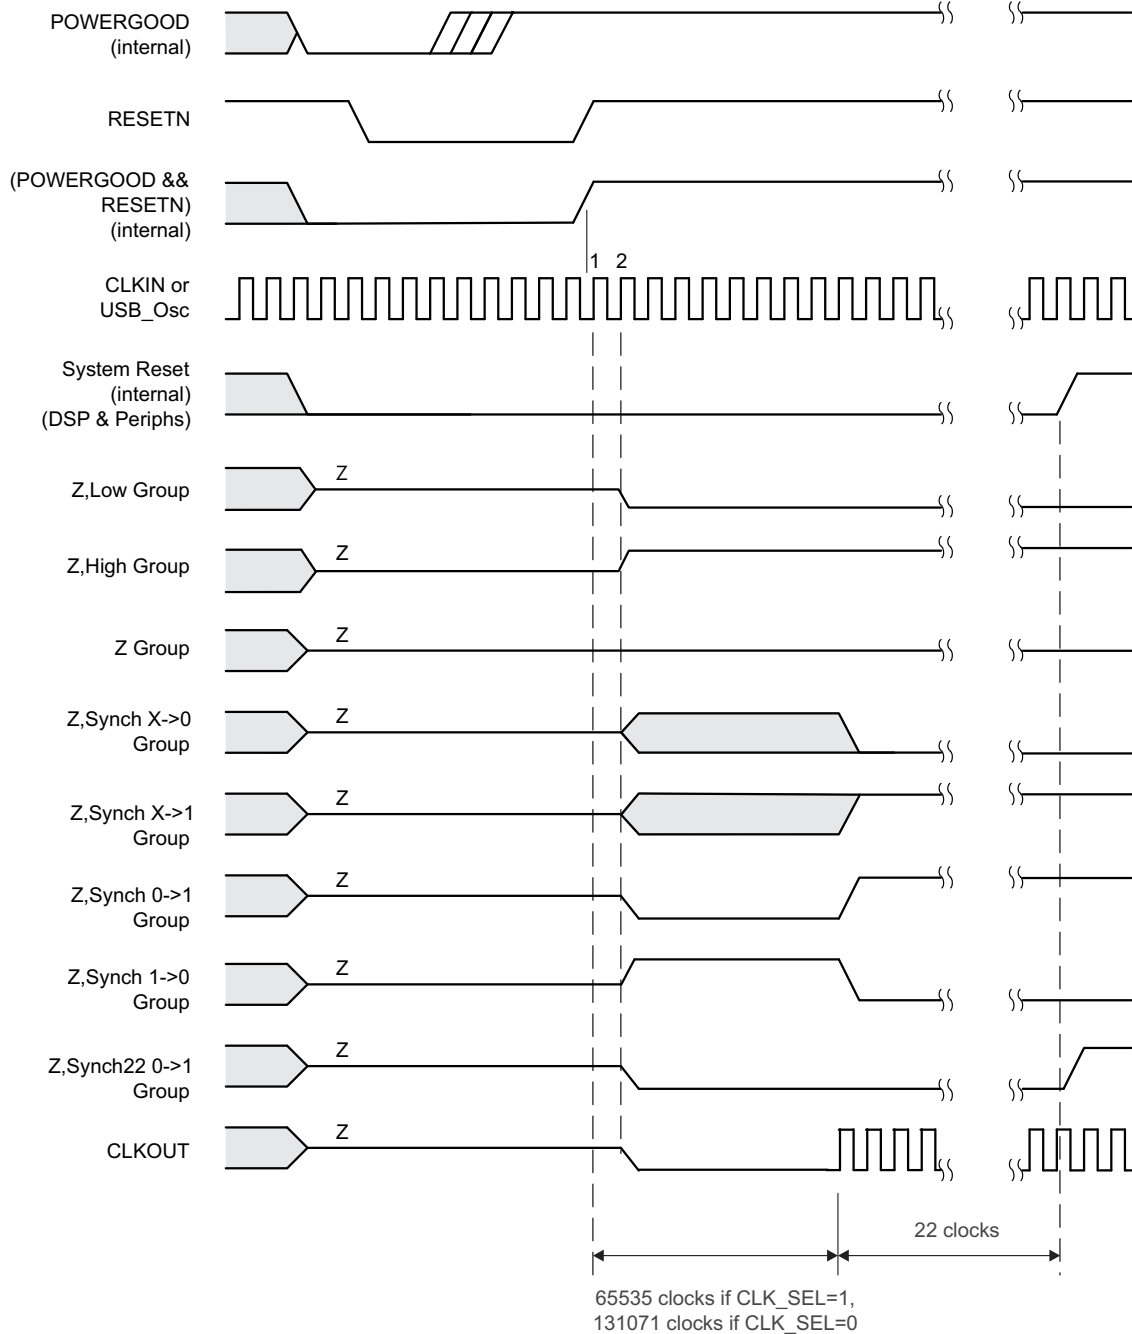 POWERGOOD
(internal)
RESETN
(POWERGOOD &&
RESETN)
(internal)
1 2
CLKIN or
USB_Osc
System Reset
(internal)
(DSP & Periphs)
Z
Z,Low Group
Z
Z,High Group
Z
Z Group
Z
Z,Synch X->0
Group
Z
Z,Synch X->1
Group
Z
Z,Synch 0->1
Group
Z
Z,Synch 1->0
Group
Z
Z,Synch22 0->1
Group
Z
CLKOUT
22 clocks
65535 clocks if CLK_SEL=1,
131071 clocks if CLK_SEL=0